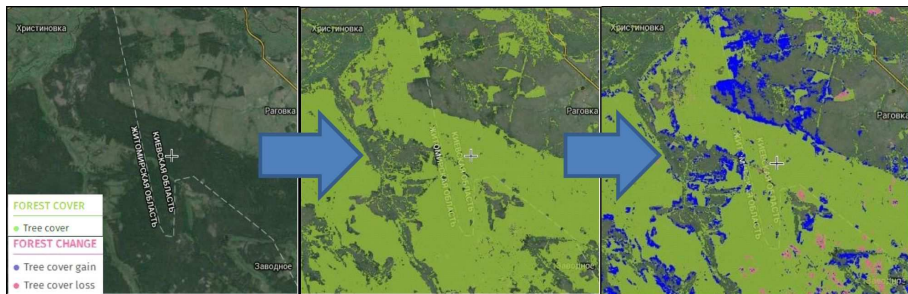 Христиновка
Раговка
КИЕВСКАЯ ОБЛАСТЬ
ЖИТОМИРСКАЯ ОБЛАСТЬ
Заводное
FOREST COVER
Tree cover
FOREST CHANGE
Tree cover gain
Tree cover loss
Христиновка
Раговка
Христиновка
Раговка